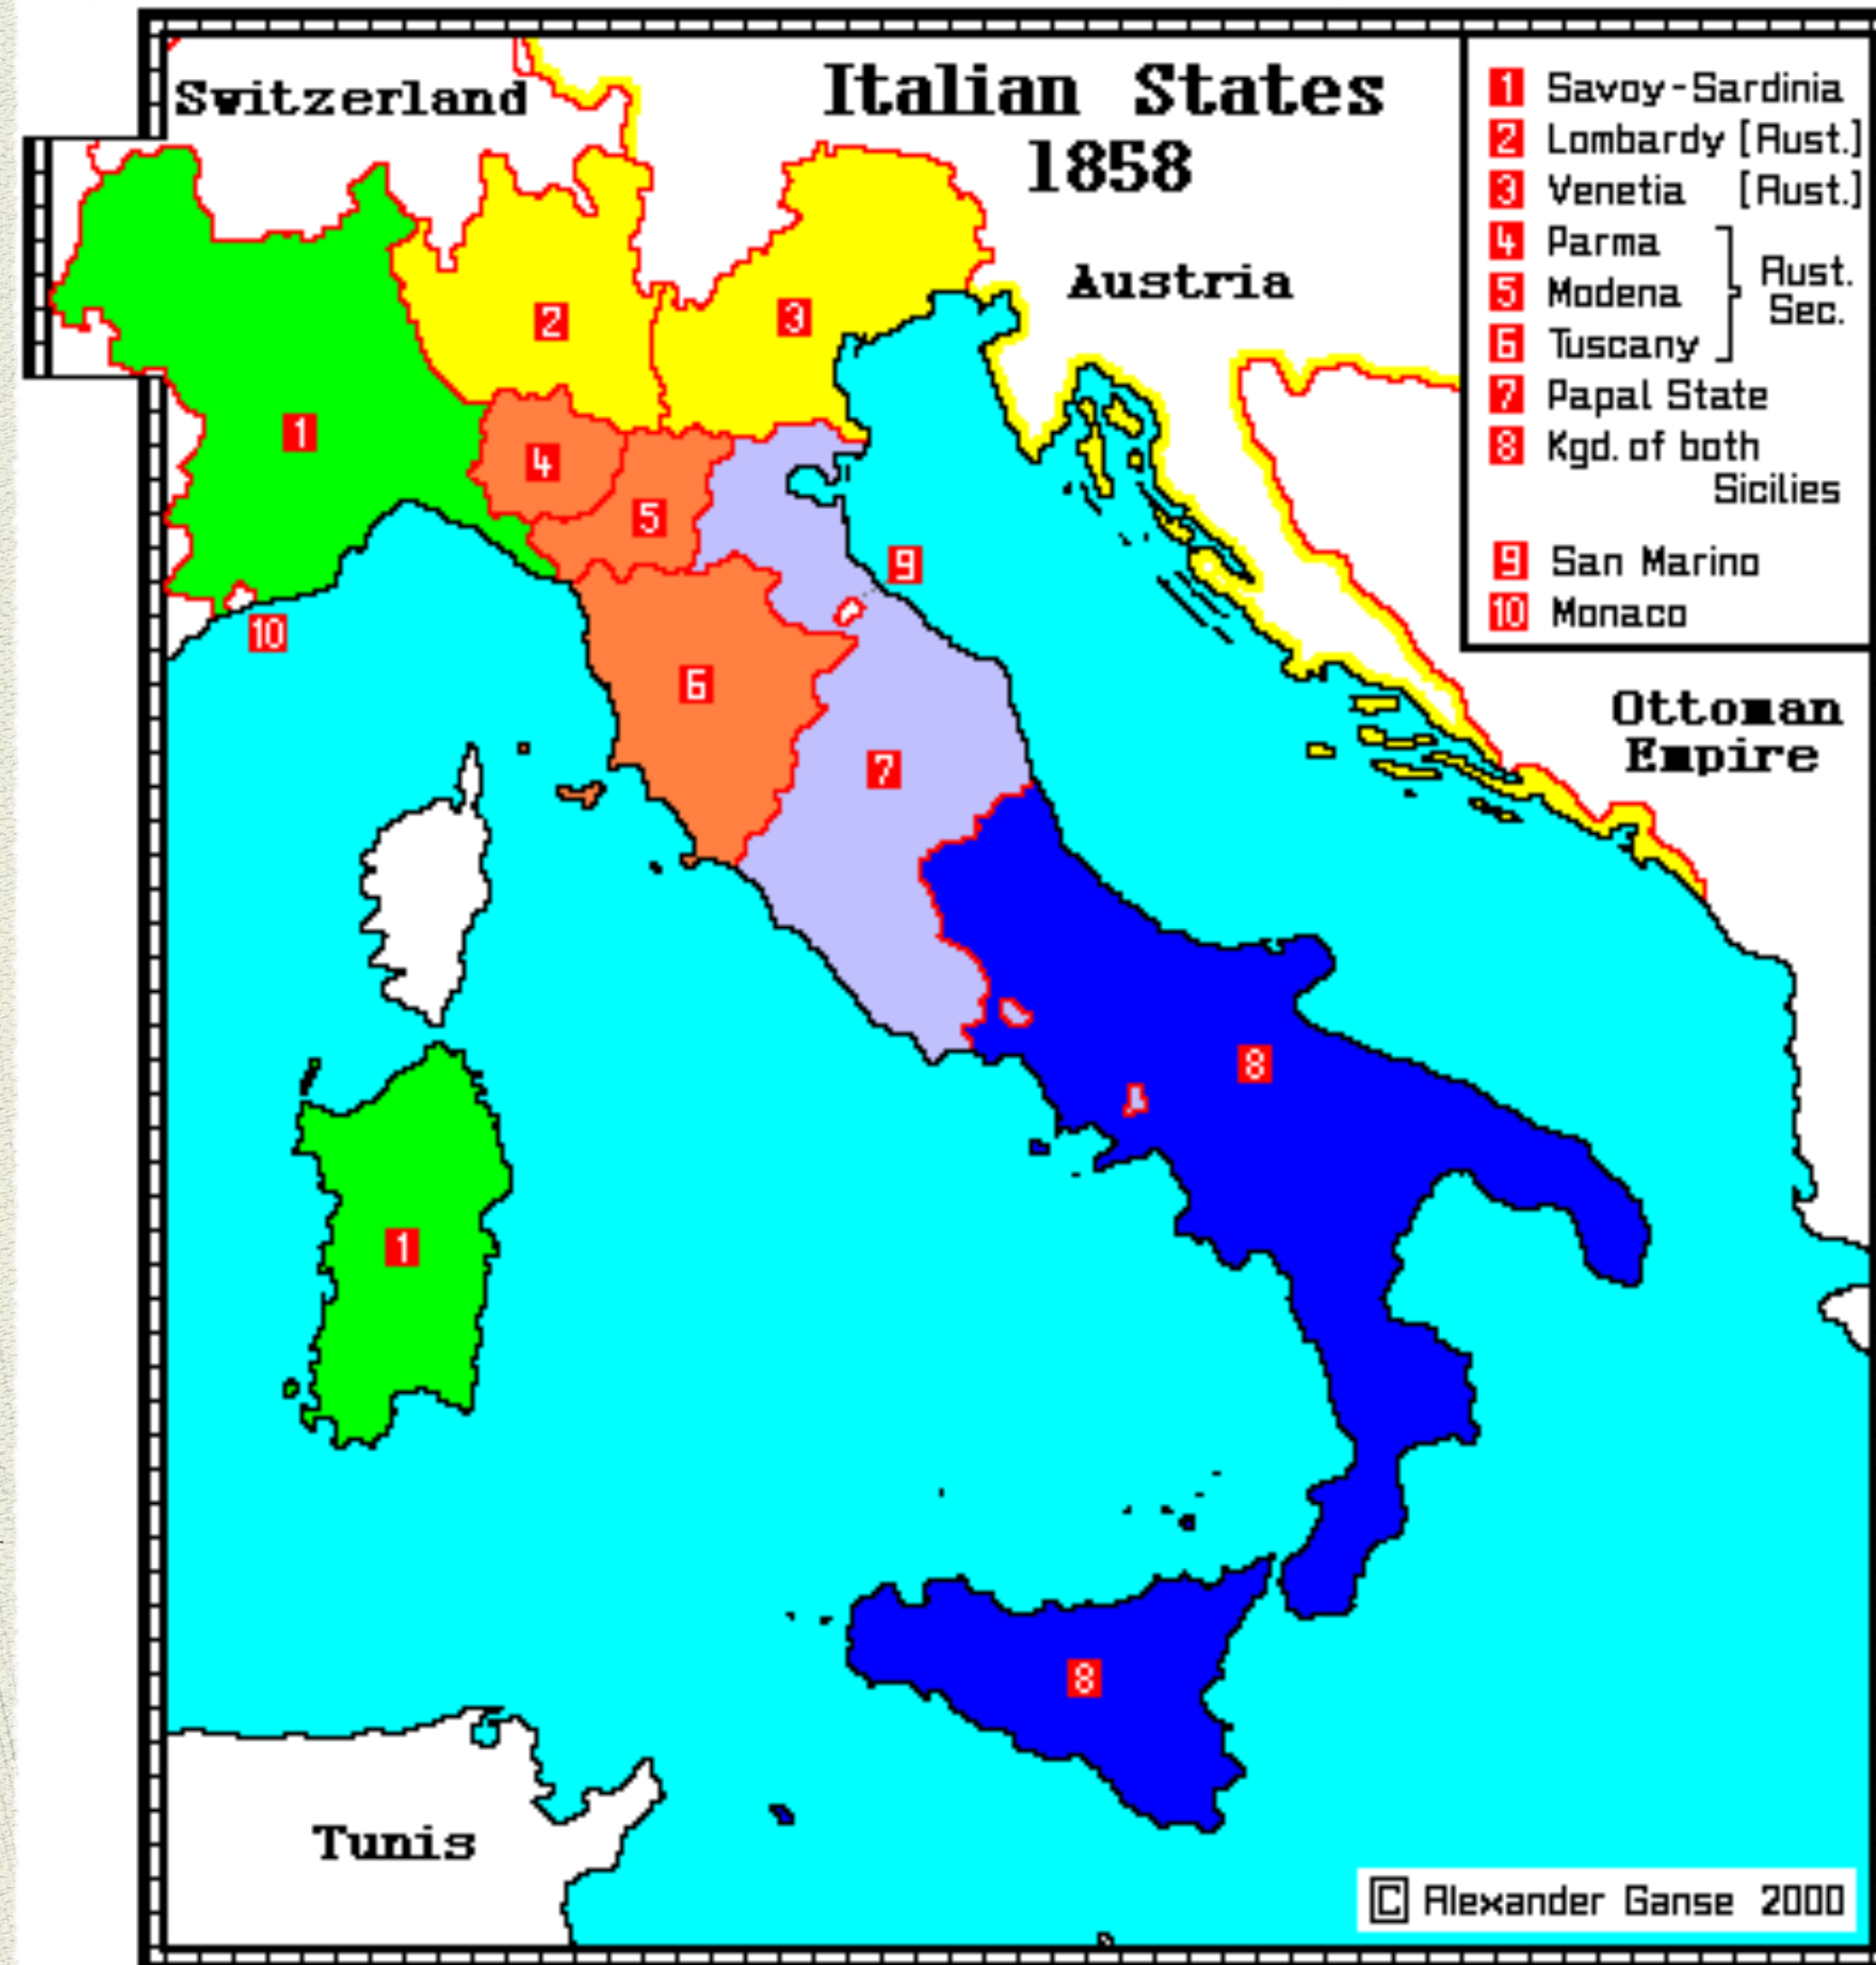 Italian States
1858
Switzerland
Austria
Ottoman
Empire
Tunis
1 Savoy-Sardinia
2 Lombardy [Aust.]
3 Venetia [Aust.]
4 Parma
5 Modena
6 Tuscany
Aust.
Sec.
7 Papal State
8 Kgd. of both
Sicilies
9 San Marino
10 Monaco
1
2
3
4
5
9
10
6
7
8
1
8
C Alexander Ganse 2000